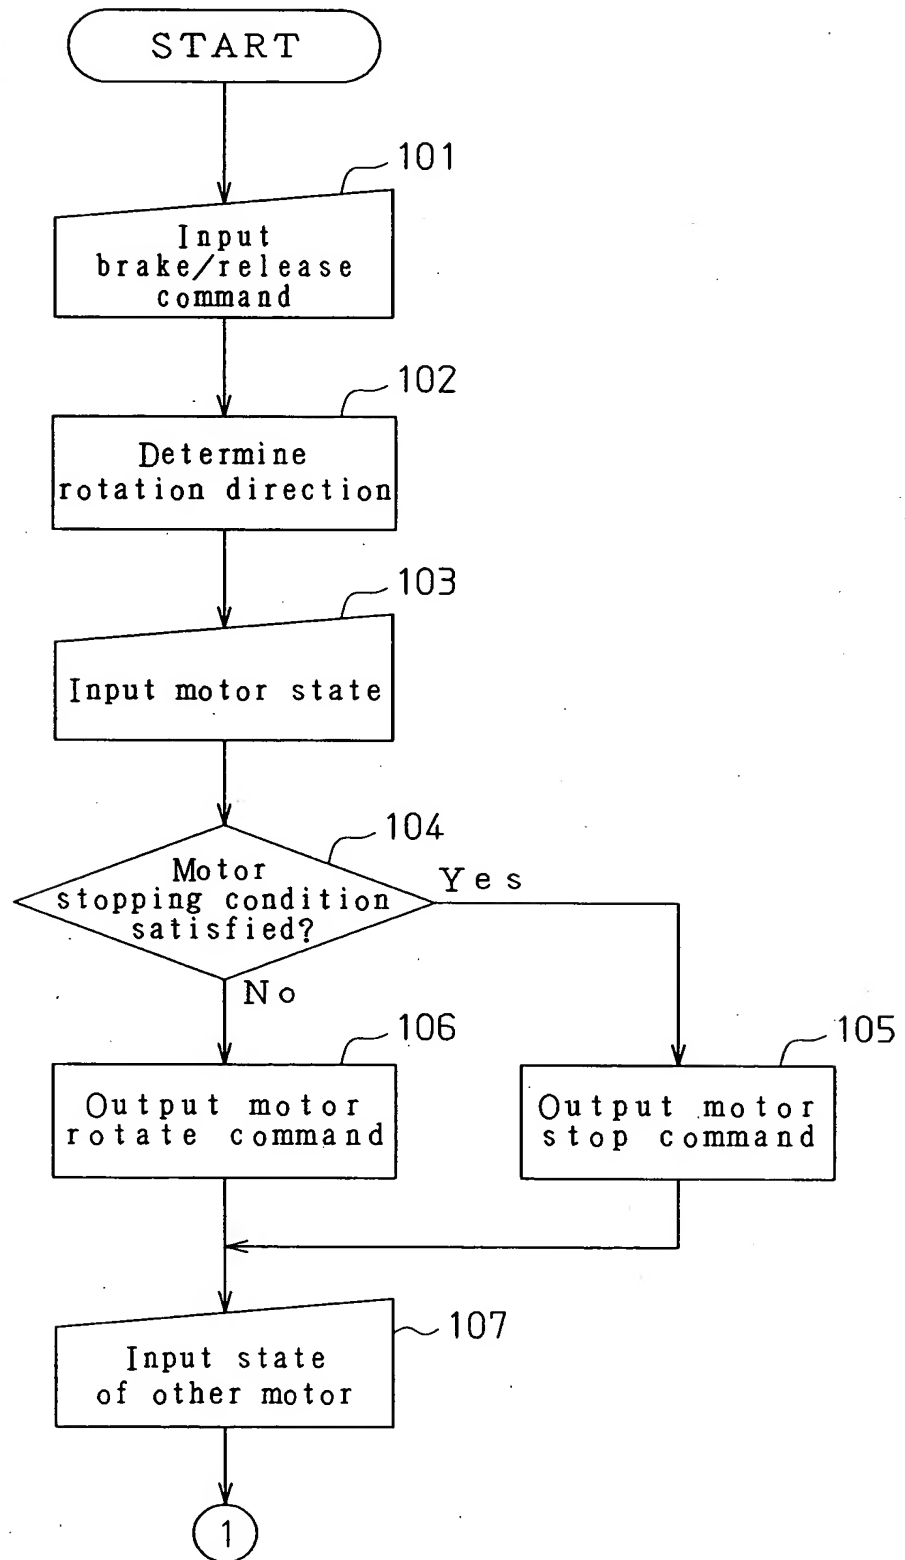 START
101
Input
brake/release
command
102
Determine
rotation direction
103
Input motor state
104
Motor
stopping condition
satisfied?
Yes
No
106
Output motor
rotate command
105
Output motor
stop command
107
Input state
of other motor
1